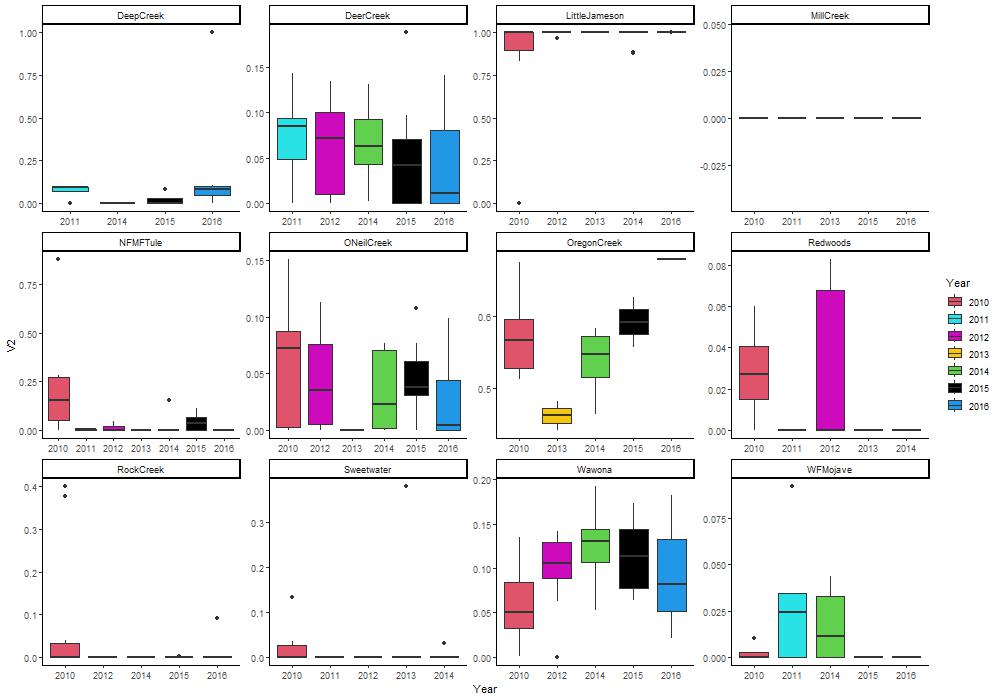 DeepCreek DeerCreek LittleJameson MillCreek
1.00 0.75 0.50 0.25 0.00
0.15 0.10 0.05 0.00
1.00 0.75 0.50 0.25 0.00
0.050 0.025 0.000 -0.025
2011 2014 2015 2016
2011 2012 2014 2015 2016
2010 2012 2013 2014 2016
2010 2012 2013 2015 2016
NFMFTule ONeilCreek OregonCreek Redwoods
0.75 0.50 0.25 0.00
0.15 0.10 0.05 0.00
0.6 0.5
0.08 0.06 0.04 0.02 0.00
2010 2011 2012 2013 2014 2015 2016
2010 2012 2013 2014 2015 2016
2010 2013 2014 2015 2016
2010 2011 2012 2013 2014
RockCreek Sweetwater Wawona WFMojave
0.4 0.3 0.2 0.1 0.0
0.3 0.2 0.1 0.0
0.20 0.15 0.10 0.05 0.00
0.075 0.050 0.025 0.000
2010 2012 2013 2015 2016
2010 2011 2012 2013 2014
2010 2012 2014 2015 2016
2010 2011 2014 2015 2016
V2
Year
Year
2010
2011
2012
2013
2014
2015
2016